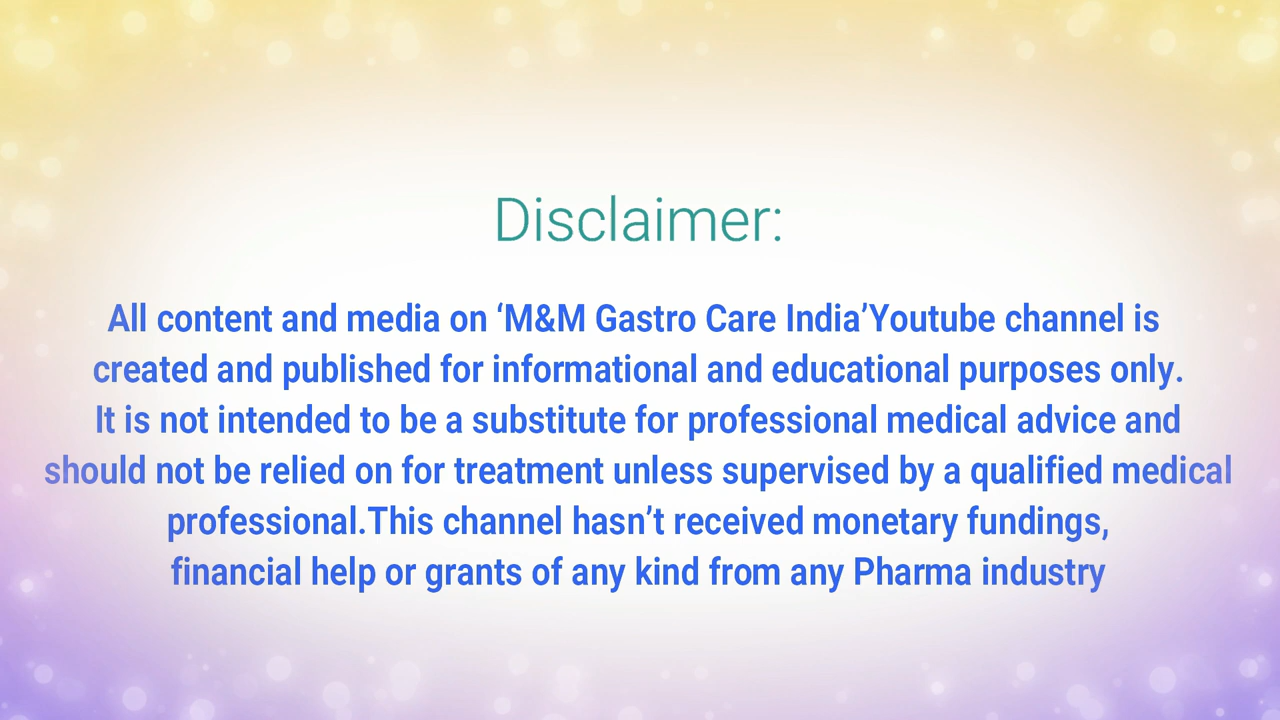 Disclaimer:
All content and media on ‘M&M Gastro Care India’Youtube channel is
created and published for informational and educational purposes only.
It is not intended to be a substitute for professional medical advice and
should not be relied on for treatment unless supervised by a qualified medical
professional.This channel hasn’t received monetary fundings,
financial help or grants of any kind from any Pharma industry